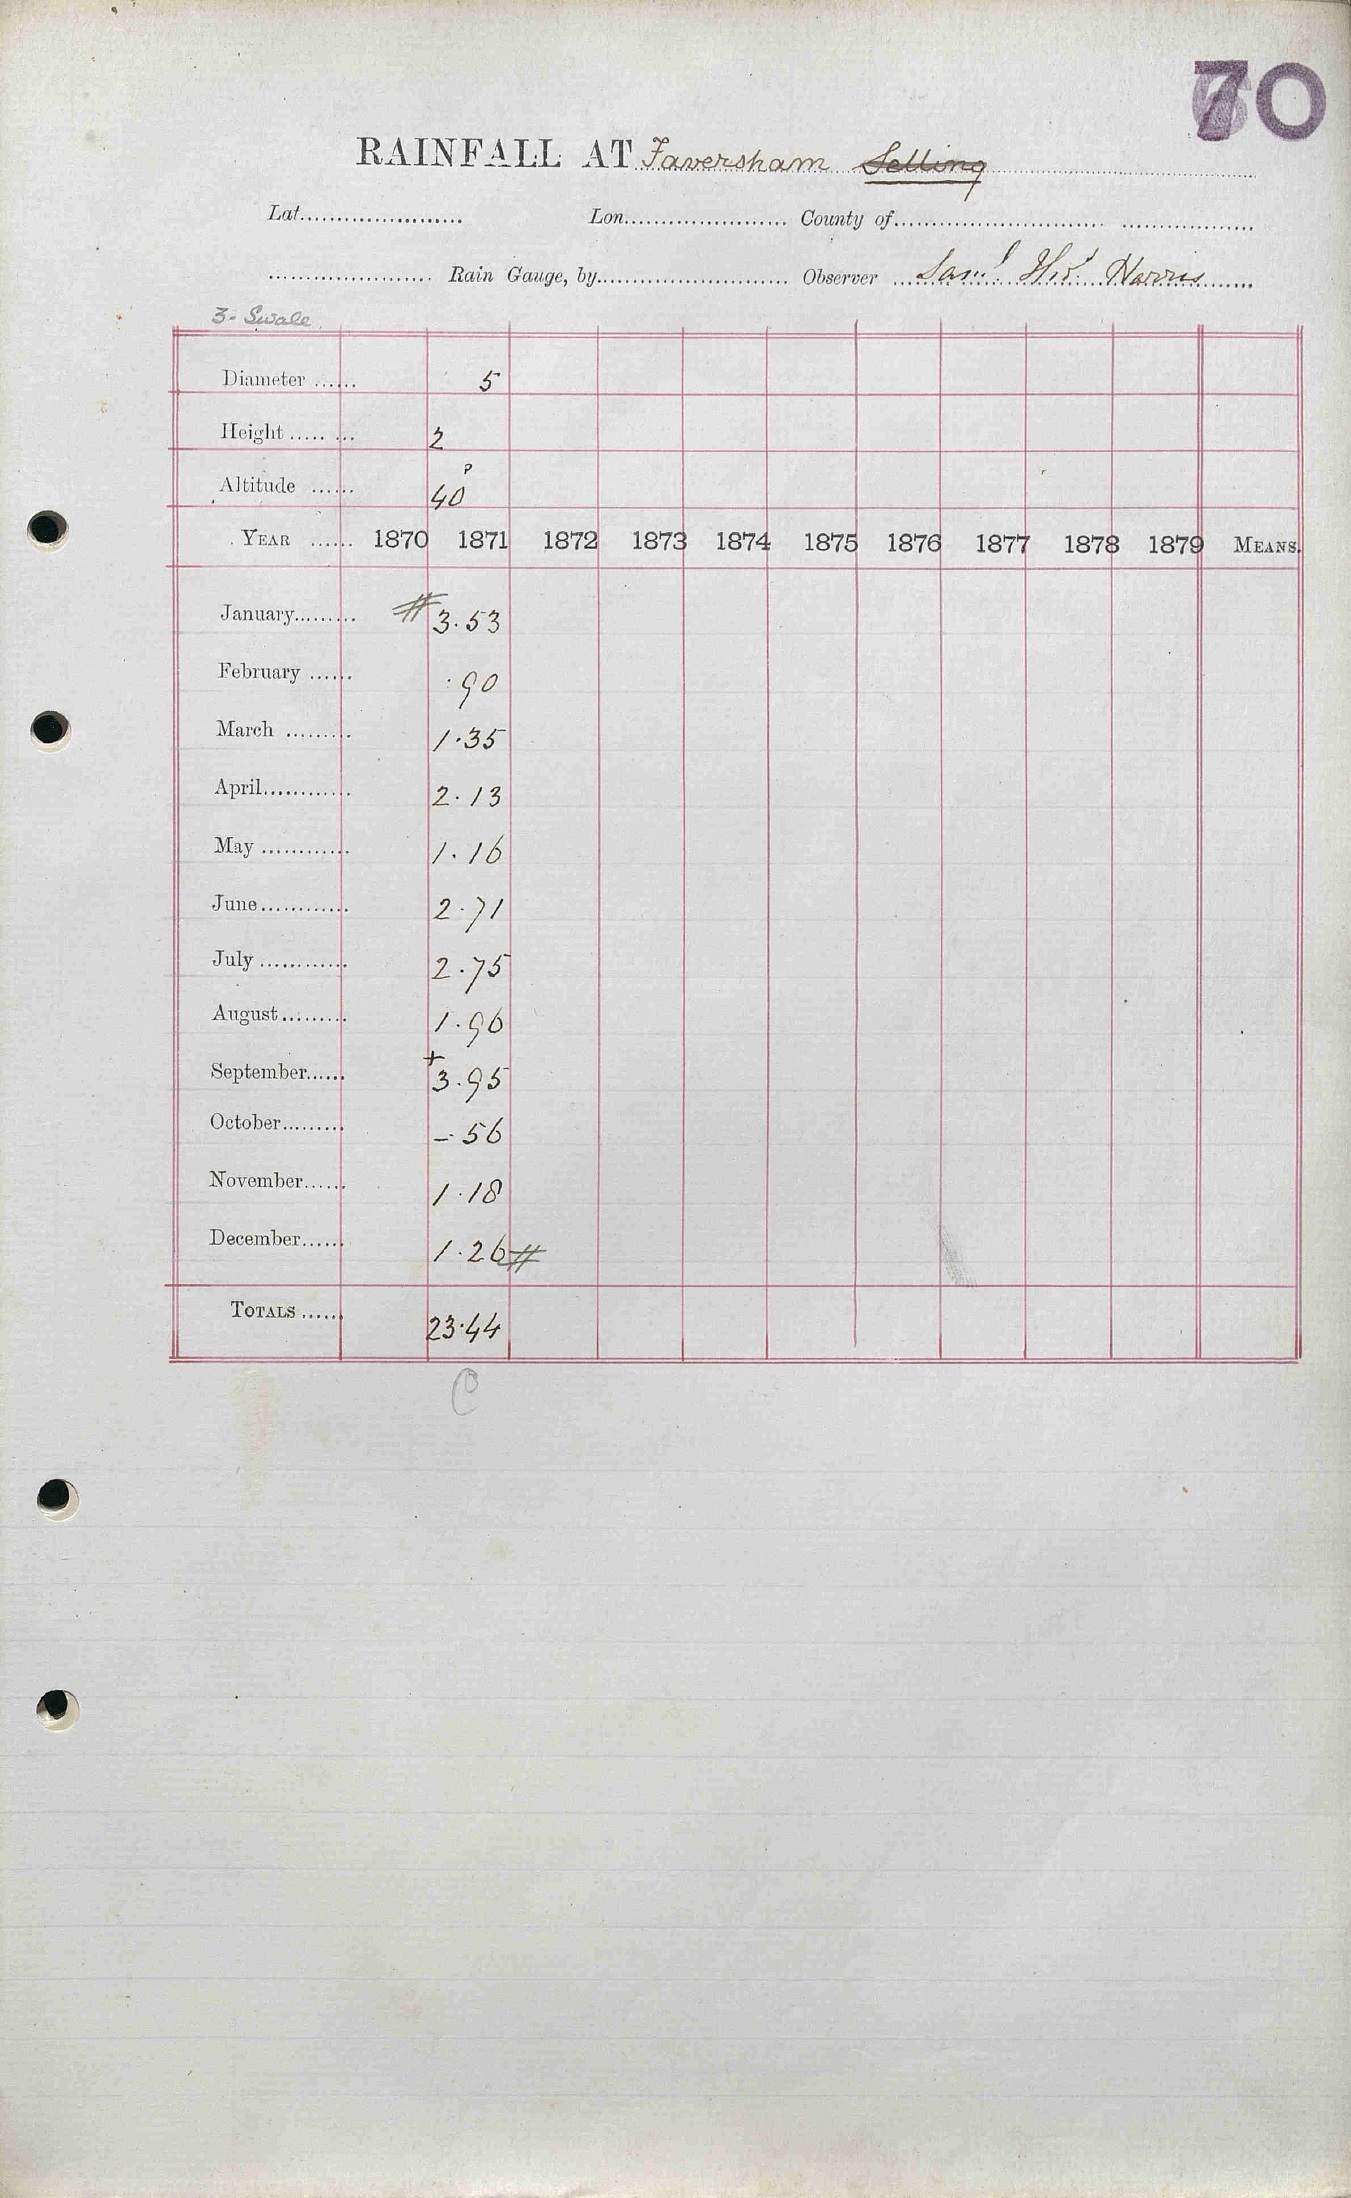 70
RAINFALL AT Faversham Selling
Lat...................... Lon...................... County of..............................................
...................... Rain Gauge, by.......................... Observer Saml. Thos. Harris
3- Swale
Diameter ...... 5
Height ........ 2
Altitude ...... 40 P
YEAR ...... 1870 1871 1872 1873 1874 1875 1876 1877 1878 1879 MEANS.
January......... # 3.53
February ...... .90
March ......... 1.35
April............ 2.13
May ............ 1.16
June............ 2.71
July ............ 2.75
August......... 1.96
September...... +3.95
October......... -.56
November...... 1.18
December...... 1.26 #
TOTALS ...... 23.44